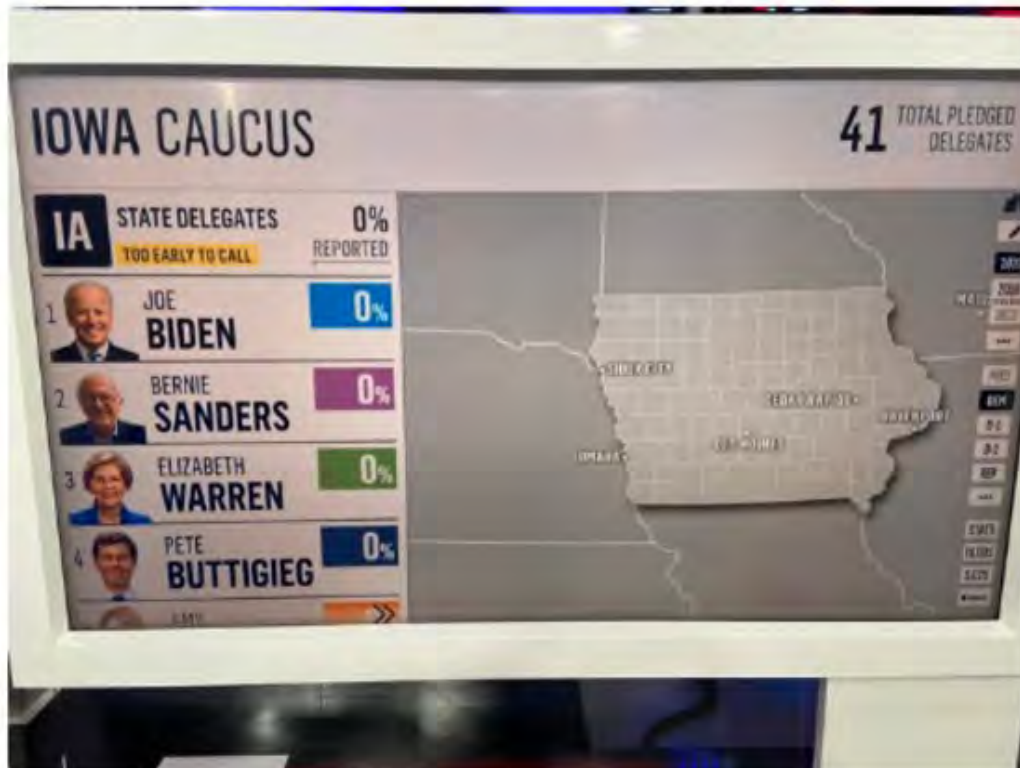 IOWA CAUCUS
41 TOTAL PLEDGED
DELEGATES
IA STATE DELEGATES 0%
TOO EARLY TO CALL REPORTED
1 JOE
BIDEN 0%
2 BERNIE
SANDERS 0%
3 ELIZABETH
WARREN 0%
4 PETE
BUTTIGIEG 0%
AMY
SIOUX CITY
CEDAR RAPIDS
DAVENPORT
DES MOINES
OMAHA
DEM